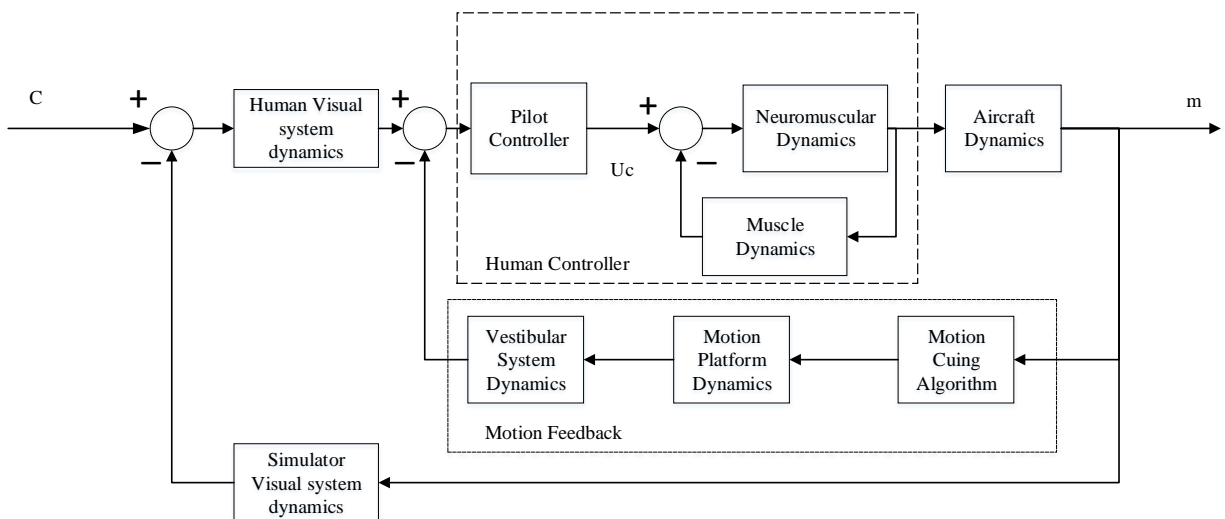 C
+
−
Human Visual
system
dynamics
+
−
Pilot
Controller
Uc
+
−
Neuromuscular
Dynamics
Muscle
Dynamics
Human Controller
Aircraft
Dynamics
m
Vestibular
System
Dynamics
Motion
Platform
Dynamics
Motion
Cuing
Algorithm
Motion Feedback
Simulator
Visual system
dynamics